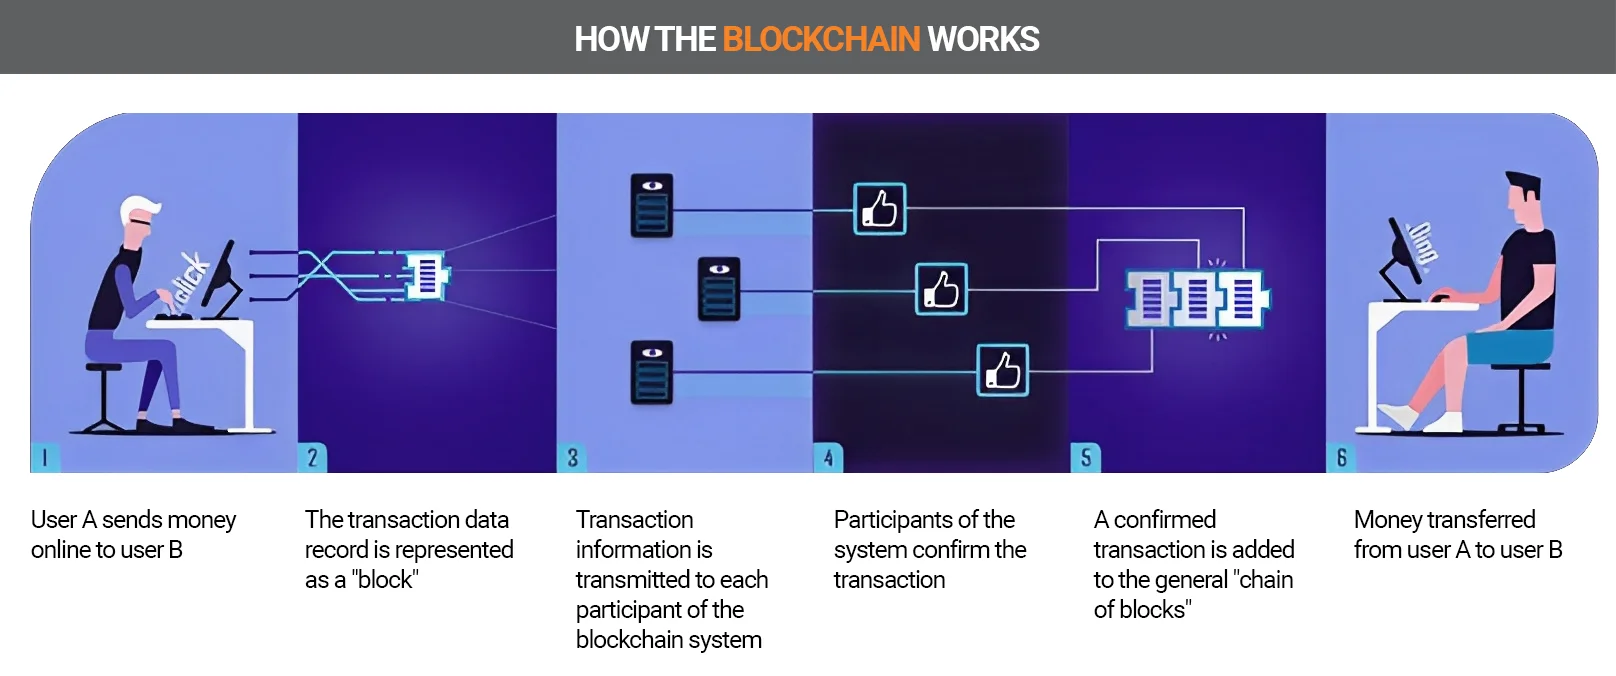 HOW THE BLOCKCHAIN WORKS
click
Ding
1
2
3
4
5
6
User A sends money
online to user B
The transaction data
record is represented
as a "block"
Transaction
information is
transmitted to each
participant of the
blockchain system
Participants of the
system confirm the
transaction
A confirmed
transaction is added
to the general "chain
of blocks"
Money transferred
from user A to user B